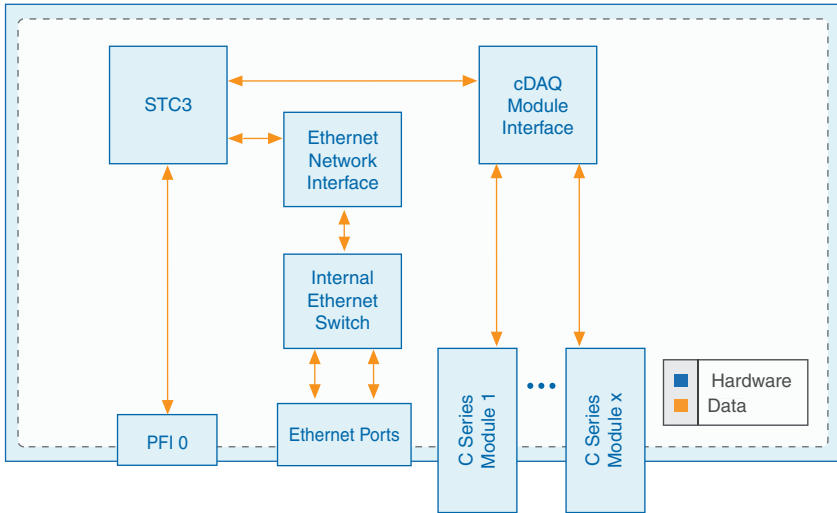 STC3
cDAQ
Module
Interface
Ethernet
Network
Interface
Internal
Ethernet
Switch
PFI 0
Ethernet Ports
C Series
Module 1
•••
C Series
Module x
Hardware
Data